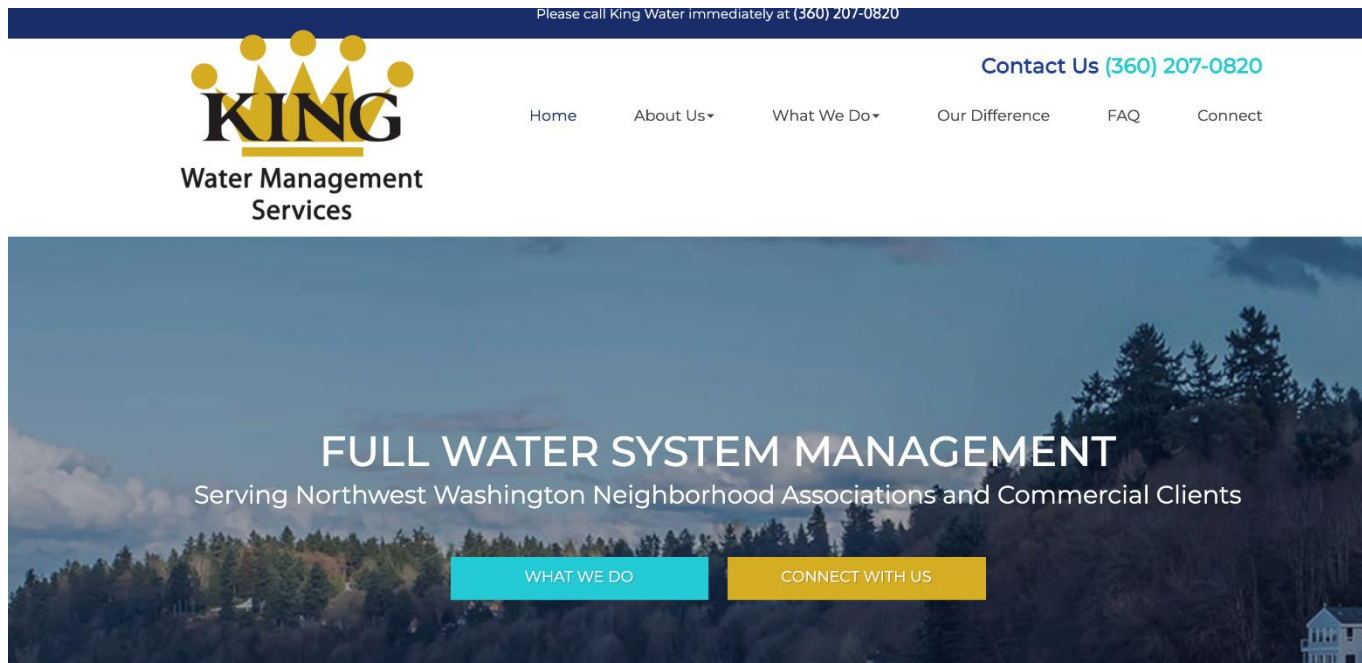 Please call King Water immediately at (360) 207-0820
KING
Water Management
Services
Contact Us (360) 207-0820
Home About Us What We Do Our Difference FAQ Connect
FULL WATER SYSTEM MANAGEMENT
Serving Northwest Washington Neighborhood Associations and Commercial Clients
WHAT WE DO CONNECT WITH US